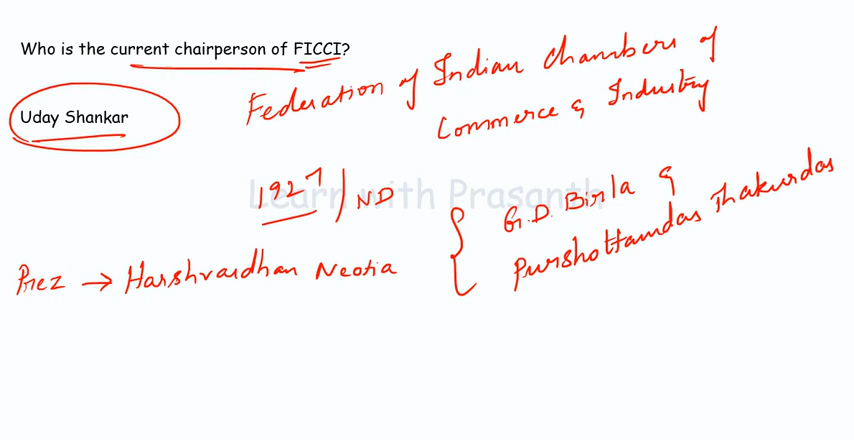 Who is the current chairperson of FICCI?
Federation of Indian Chambers of
Commerce & Industry
Uday Shankar
Learn with Prasanth
1927 / ND
G.D. Birla &
Purshottamdas Thakurdas
Prez → Harshvardhan Neotia